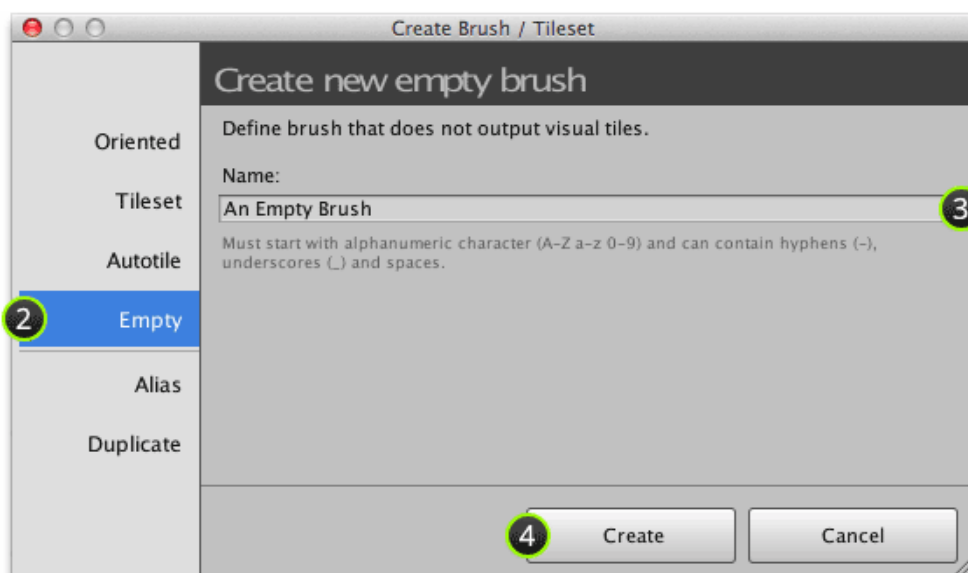 Create Brush / Tileset
Create new empty brush
Oriented
Tileset
Autotile
2 Empty
Alias
Duplicate
Define brush that does not output visual tiles.
Name:
An Empty Brush 3
Must start with alphanumeric character (A-Z a-z 0-9) and can contain hyphens (-),
underscores (_) and spaces.
4 Create Cancel